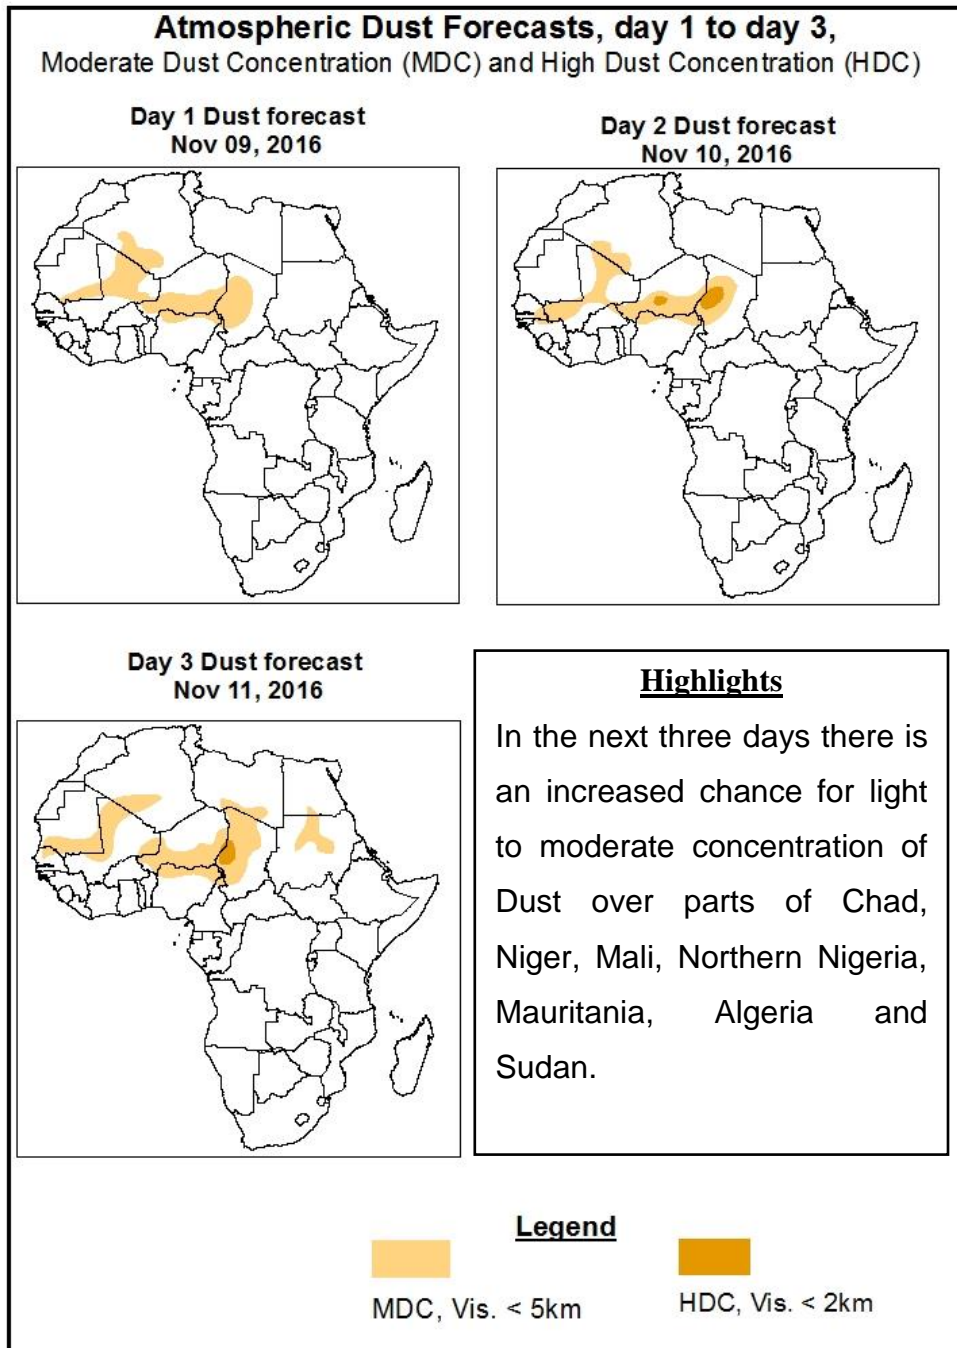 Atmospheric Dust Forecasts, day 1 to day 3,
Moderate Dust Concentration (MDC) and High Dust Concentration (HDC)
Day 1 Dust forecast
Nov 09, 2016
Day 2 Dust forecast
Nov 10, 2016
Day 3 Dust forecast
Nov 11, 2016
Highlights
In the next three days there is
an increased chance for light
to moderate concentration of
Dust over parts of Chad,
Niger, Mali, Northern Nigeria,
Mauritania, Algeria and
Sudan.
Legend
MDC, Vis. < 5km
HDC, Vis. < 2km